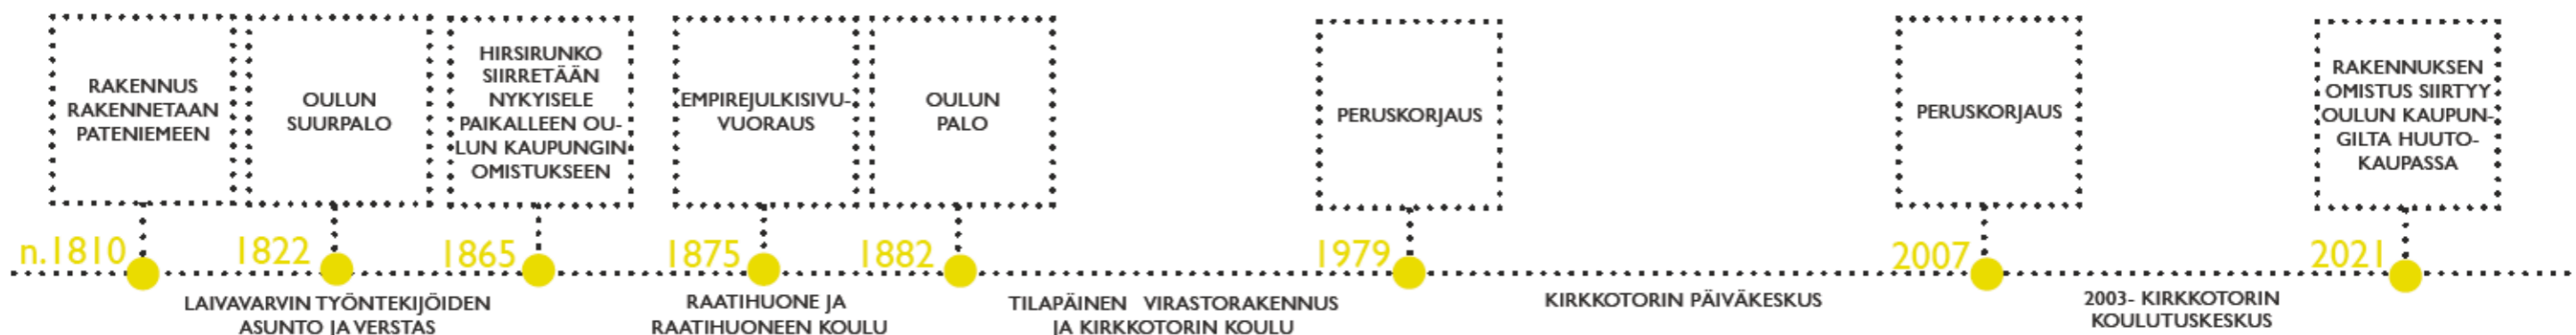 RAKENNUS
RAKENNETAAN
PATENIEMEEN
OULUN
SUURPALO
HIRSIRUNKO
SIIRRETÄÄN
NYKYISELE
PAIKALLEEN OU-
LUN KAUPUNGIN
OMISTUKSEEN
EMPIREJULKISIVU-
VUORAUS
OULUN
PALO
PERUSKORJAUS
PERUSKORJAUS
RAKENNUKSEN
OMISTUS SIIRTYY
OULUN KAUPUN-
GILTA HUUTO-
KAUPASSA
n.1810
1822
1865
1875
1882
1979
2007
2021
LAIVAVARVIN TYÖNTEKIJÖIDEN
ASUNTO JA VERSTAS
RAATIHUONE JA
RAATIHUONEEN KOULU
TILAPÄINEN VIRASTORAKENNUS
JA KIRKKOTORIN KOULU
KIRKKOTORIN PÄIVÄKESKUS
2003- KIRKKOTORIN
KOULUTUSKESKUS